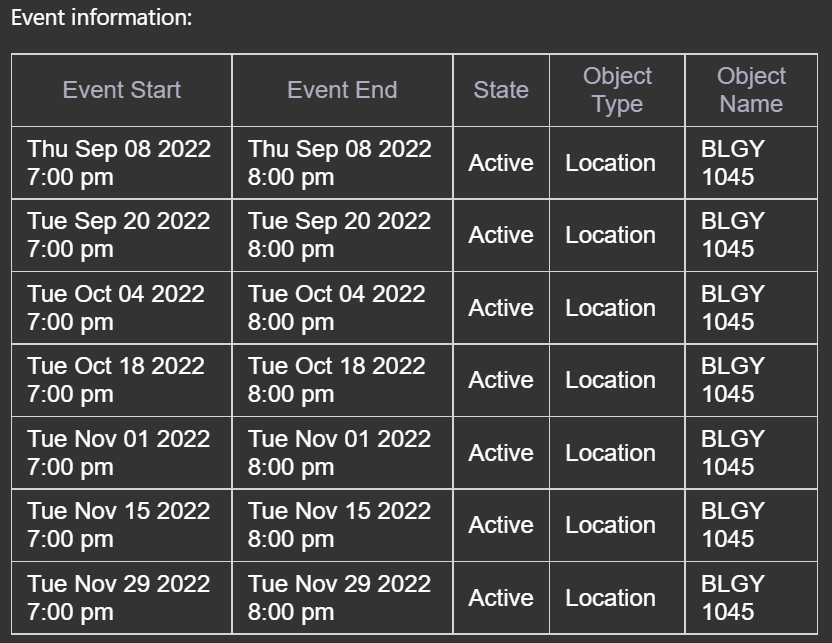 Event information:
Event Start Event End State Object Type Object Name
Thu Sep 08 2022 7:00 pm Thu Sep 08 2022 8:00 pm Active Location BLGY 1045
Tue Sep 20 2022 7:00 pm Tue Sep 20 2022 8:00 pm Active Location BLGY 1045
Tue Oct 04 2022 7:00 pm Tue Oct 04 2022 8:00 pm Active Location BLGY 1045
Tue Oct 18 2022 7:00 pm Tue Oct 18 2022 8:00 pm Active Location BLGY 1045
Tue Nov 01 2022 7:00 pm Tue Nov 01 2022 8:00 pm Active Location BLGY 1045
Tue Nov 15 2022 7:00 pm Tue Nov 15 2022 8:00 pm Active Location BLGY 1045
Tue Nov 29 2022 7:00 pm Tue Nov 29 2022 8:00 pm Active Location BLGY 1045